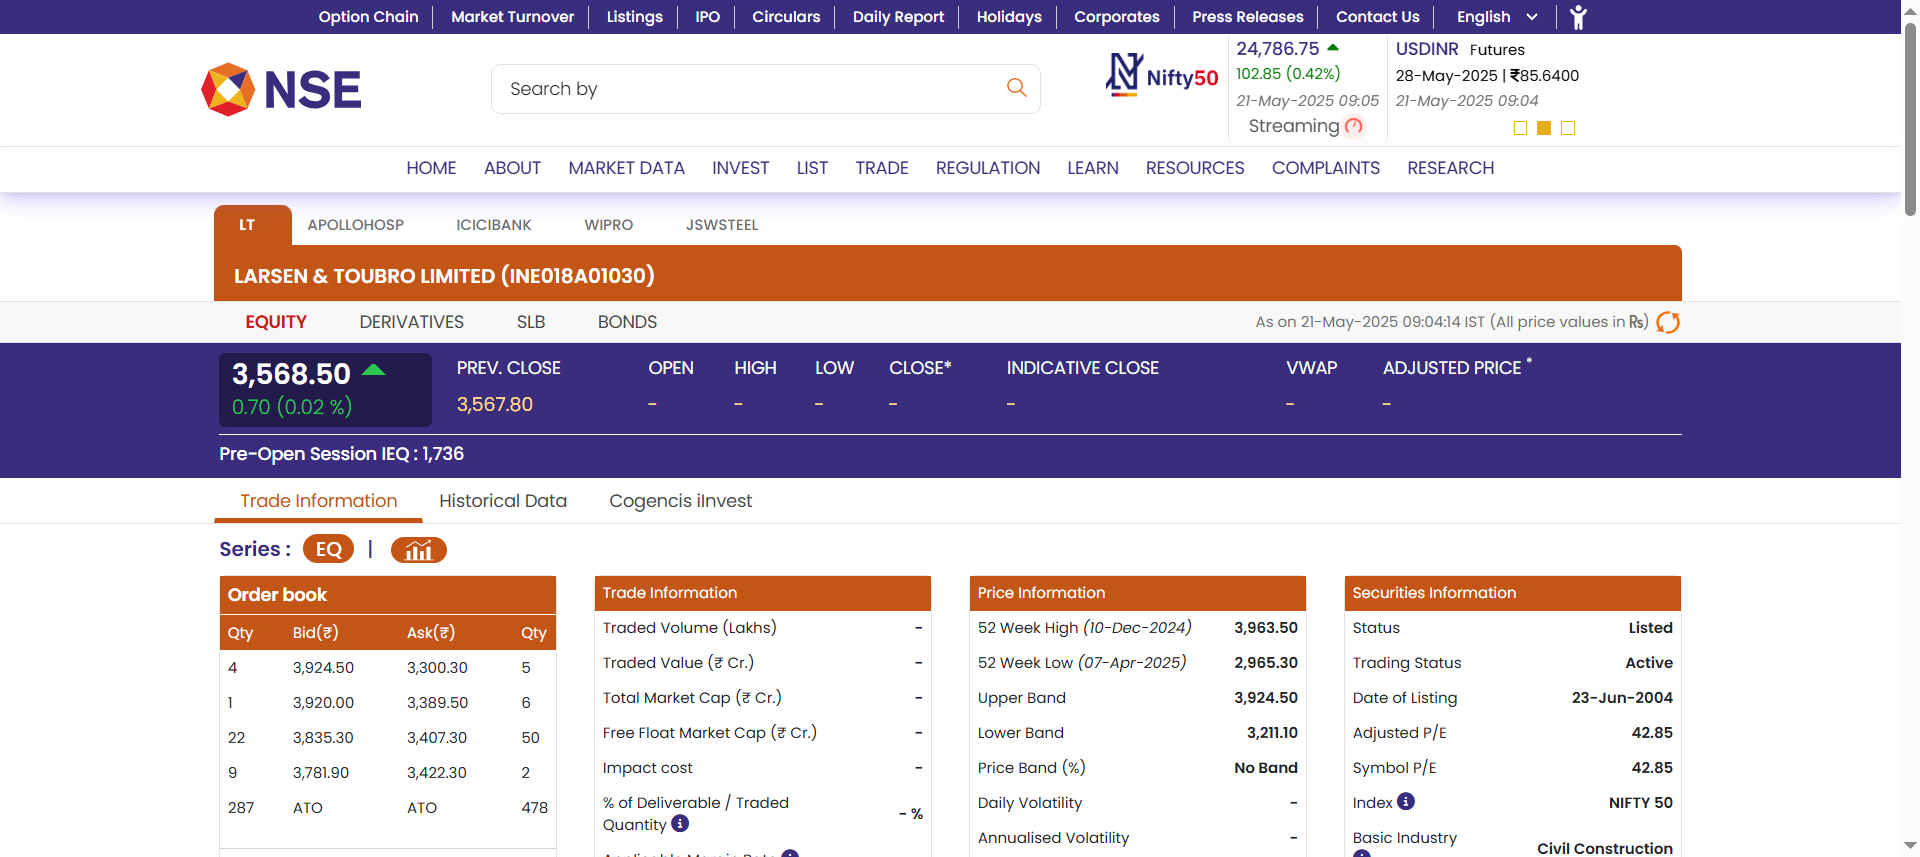 Option Chain Market Turnover Listings IPO Circulars Daily Report Holidays Corporates Press Releases Contact Us English
NSE
Search by
Nifty50
24,786.75
102.85 (0.42%)
21-May-2025 09:05
Streaming
USDINR Futures
28-May-2025 | ₹85.6400
21-May-2025 09:04
HOME ABOUT MARKET DATA INVEST LIST TRADE REGULATION LEARN RESOURCES COMPLAINTS RESEARCH
LT APOLLOHOSP ICICIBANK WIPRO JSWSTEEL
LARSEN & TOUBRO LIMITED (INE018A01030)
EQUITY DERIVATIVES SLB BONDS
As on 21-May-2025 09:04:14 IST (All price values in ₨)
3,568.50
0.70 (0.02 %)
PREV. CLOSE OPEN HIGH LOW CLOSE* INDICATIVE CLOSE VWAP ADJUSTED PRICE *
3,567.80 - - - - - - -
Pre-Open Session IEQ : 1,736
Trade Information Historical Data Cogencis iInvest
Series : EQ |
Order book
Qty Bid(₹) Ask(₹) Qty
4 3,924.50 3,300.30 5
1 3,920.00 3,389.50 6
22 3,835.30 3,407.30 50
9 3,781.90 3,422.30 2
287 ATO ATO 478
Trade Information
Traded Volume (Lakhs) -
Traded Value (₹ Cr.) -
Total Market Cap (₹ Cr.) -
Free Float Market Cap (₹ Cr.) -
Impact cost -
% of Deliverable / Traded
Quantity - %
Applicable Margin Rate
Price Information
52 Week High (10-Dec-2024) 3,963.50
52 Week Low (07-Apr-2025) 2,965.30
Upper Band 3,924.50
Lower Band 3,211.10
Price Band (%) No Band
Daily Volatility -
Annualised Volatility -
Securities Information
Status Listed
Trading Status Active
Date of Listing 23-Jun-2004
Adjusted P/E 42.85
Symbol P/E 42.85
Index NIFTY 50
Basic Industry
Civil Construction